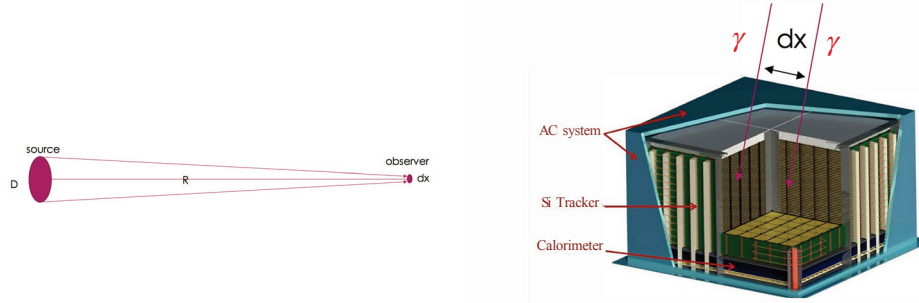 source
D
R
observer
dx
γ
dx
γ
AC system
Si Tracker
Calorimeter